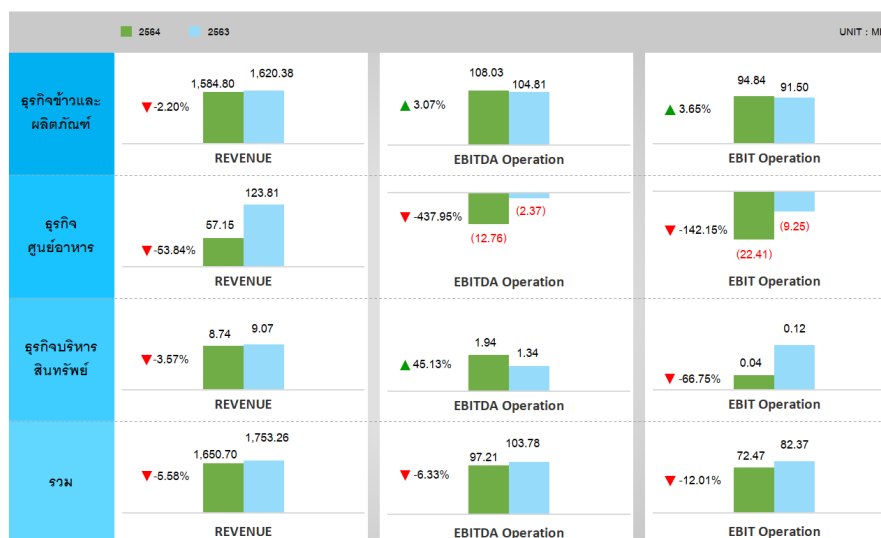 2564 2563 UNIT : MI
ธุรกิจข้าวและ
ผลิตภัณฑ์
1,584.80 1,620.38
-2.20%
REVENUE
108.03 104.81
3.07%
EBITDA Operation
94.84 91.50
3.65%
EBIT Operation
ธุรกิจ
ศูนย์อาหาร
123.81
57.15
-53.84%
REVENUE
-437.95%
(2.37)
(12.76)
EBITDA Operation
-142.15%
(9.25)
(22.41)
EBIT Operation
ธุรกิจบริหาร
สินทรัพย์
8.74 9.07
-3.57%
REVENUE
1.94 1.34
45.13%
EBITDA Operation
0.12
0.04
-66.75%
EBIT Operation
รวม
1,753.26
1,650.70
-5.58%
REVENUE
103.78
97.21
-6.33%
EBITDA Operation
82.37
72.47
-12.01%
EBIT Operation